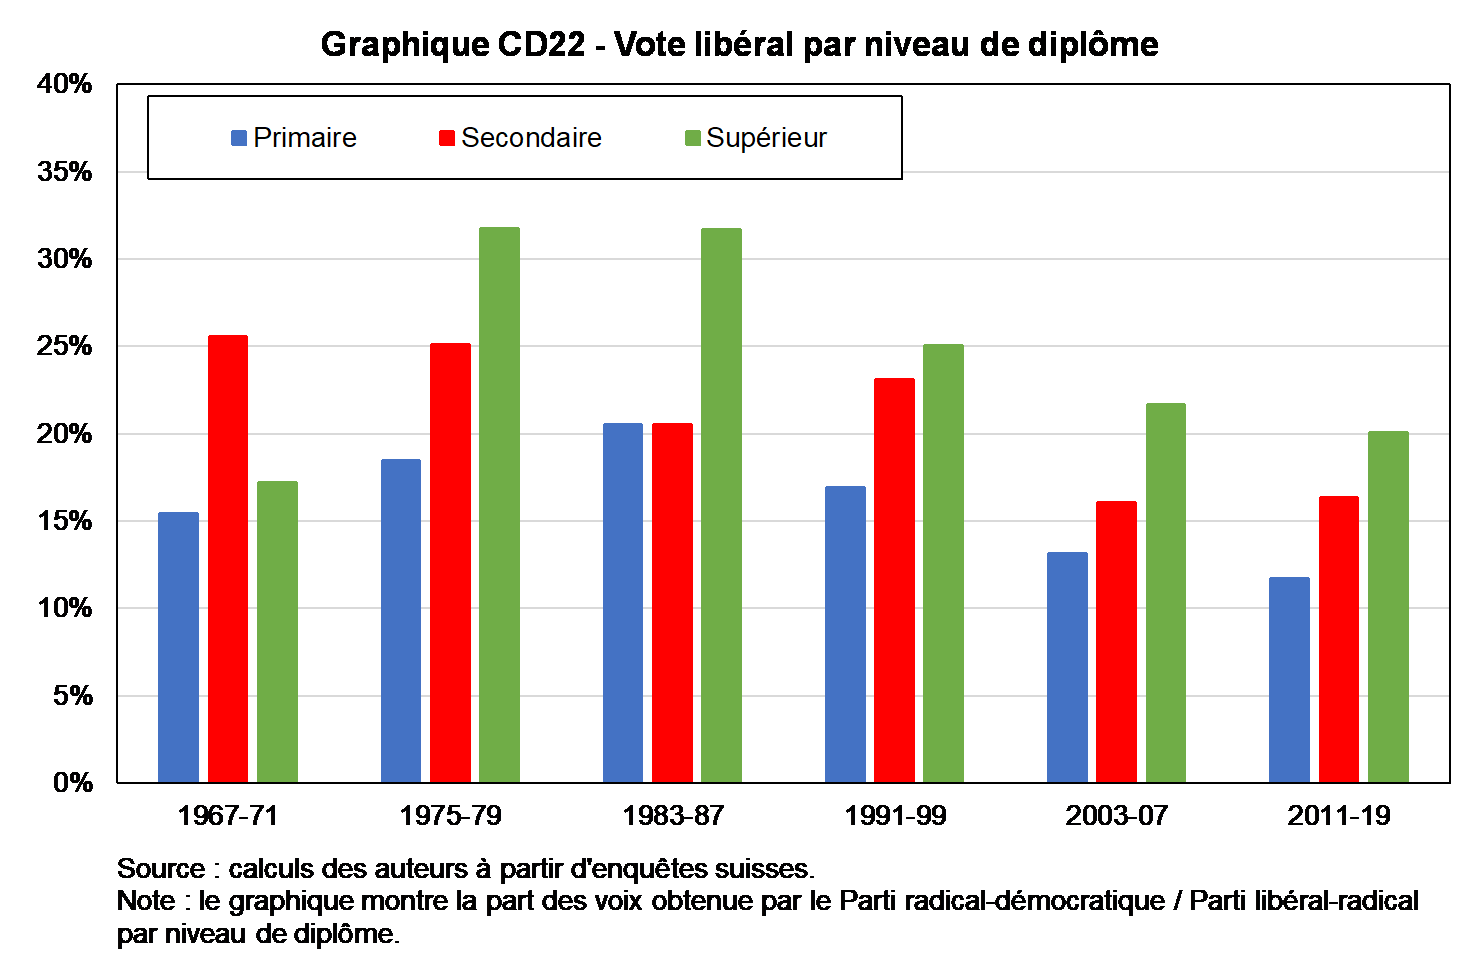 Graphique CD22 - Vote libéral par niveau de diplôme
40%
Primaire
Secondaire
Supérieur
35%
30%
25%
20%
15%
10%
5%
0%
1967-71
1975-79
1983-87
1991-99
2003-07
2011-19
Source : calculs des auteurs à partir d'enquêtes suisses.
Note : le graphique montre la part des voix obtenue par le Parti radical-démocratique / Parti libéral-radical
par niveau de diplôme.